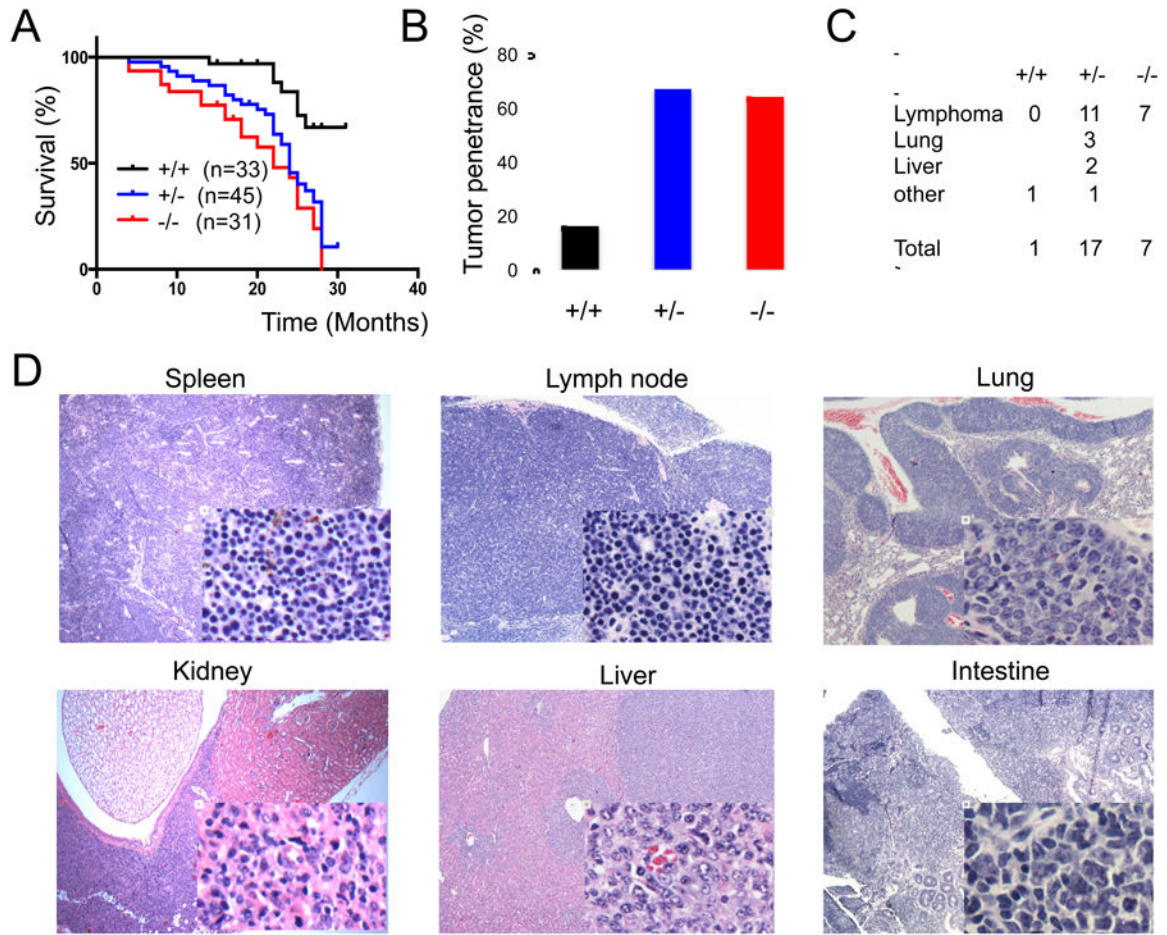 A
Survival (%)
100
50
0
+/+ (n=33)
+/- (n=45)
-/- (n=31)
0 10 20 30 40
Time (Months)
B
Tumor penetrance (%)
80
60
40
20
0
+/+ +/- -/-
C
+/+ +/- -/-
Lymphoma 0 11 7
Lung 3
Liver 2
other 1 1
Total 1 17 7
D
Spleen Lymph node Lung
Kidney Liver Intestine